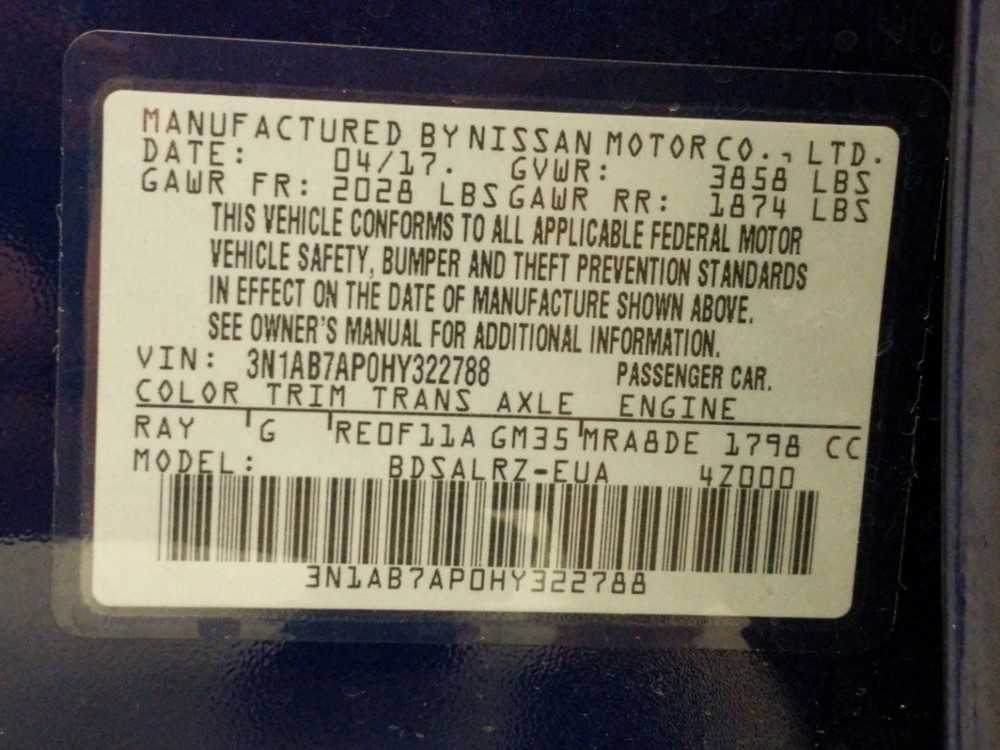 MANUFACTURED BY NISSAN MOTOR CO., LTD.
DATE: 04/17. GVWR: 3858 LBS
GAWR FR: 2028 LBS GAWR RR: 1874 LBS
THIS VEHICLE CONFORMS TO ALL APPLICABLE FEDERAL MOTOR
VEHICLE SAFETY, BUMPER AND THEFT PREVENTION STANDARDS
IN EFFECT ON THE DATE OF MANUFACTURE SHOWN ABOVE.
SEE OWNER'S MANUAL FOR ADDITIONAL INFORMATION.
VIN: 3N1AB7AP0HY322788 PASSENGER CAR.
COLOR TRIM TRANS AXLE ENGINE
RAY G RE0F11A GM35 MRA8DE 1798 CC
MODEL: BDSALRZ-EUA 4Z000
3N1AB7AP0HY322788